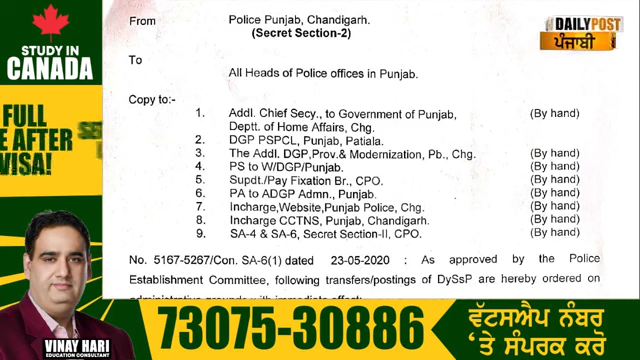 STUDY IN
CANADA
FULL
E AFTER
VISA!
VINAY HARI
EDUCATION CONSULTANT
DAILYPOST
ਪੰਜਾਬੀ
From Police Punjab, Chandigarh.
(Secret Section-2)
To
All Heads of Police offices in Punjab.
Copy to:-
1. Addl. Chief Secy., to Government of Punjab, (By hand)
Deptt. of Home Affairs, Chg.
2. DGP PSPCL, Punjab, Patiala.
3. The Addl. DGP,Prov.& Modernization, Pb., Chg. (By hand)
4. PS to W/DGP/Punjab. (By hand)
5. Supdt./Pay Fixation Br., CPO. (By hand)
6. PA to ADGP Admn., Punjab. (By hand)
7. Incharge,Website,Punjab Police, Chg. (By hand)
8. Incharge CCTNS, Punjab, Chandigarh. (By hand)
9. SA-4 & SA-6, Secret Section-II, CPO. (By hand)
No. 5167-5267/Con. SA-6(1) dated 23-05-2020 : As approved by the Police
Establishment Committee, following transfers/postings of DySsP are hereby ordered on
administrative grounds with immediate effect:-
73075-30886
ਵੱਟਸਐਪ ਨੰਬਰ
'ਤੇ ਸੰਪਰਕ ਕਰੋ